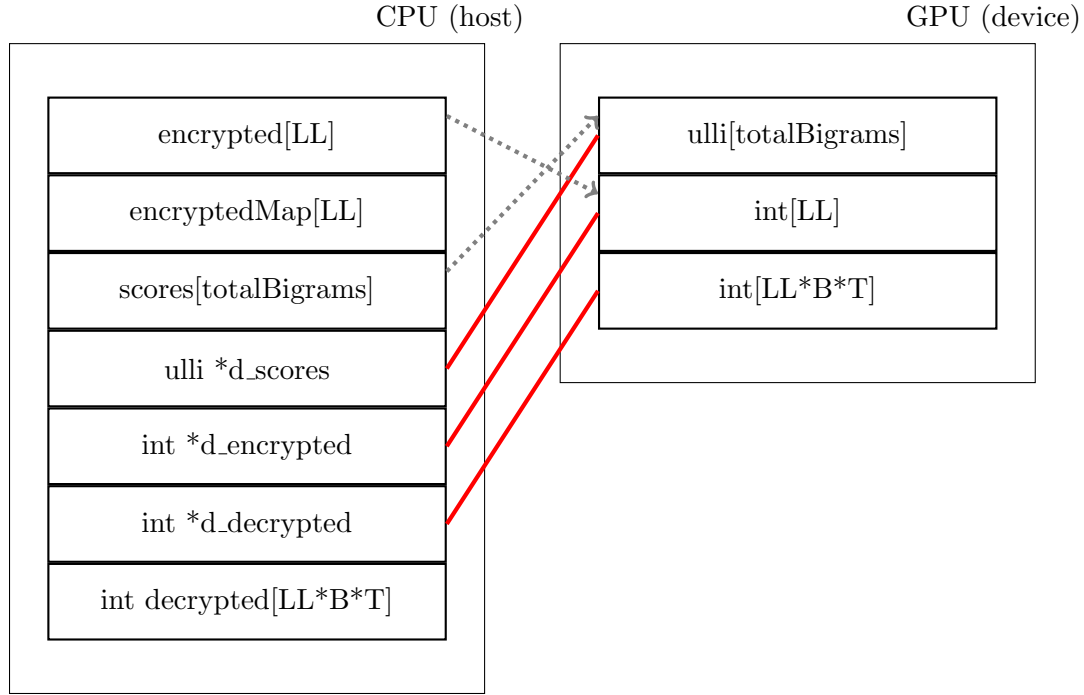 CPU (host)
GPU (device)
encrypted[LL]
encryptedMap[LL]
scores[totalBigrams]
ulli *d_scores
int *d_encrypted
int *d_decrypted
int decrypted[LL*B*T]
ulli[totalBigrams]
int[LL]
int[LL*B*T]